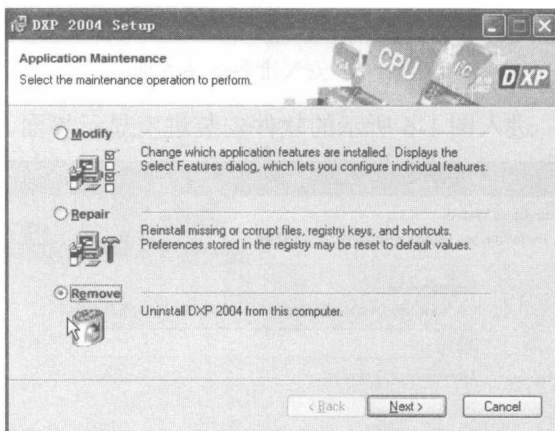 DXP 2004 Setup
Application Maintenance
Select the maintenance operation to perform.
CPU
DXP
Modify
Change which application features are installed. Displays the
Select Features dialog, which lets you configure individual features.
Repair
Reinstall missing or corrupt files, registry keys, and shortcuts.
Preferences stored in the registry may be reset to default values.
Remove
Uninstall DXP 2004 from this computer.
< Back
Next >
Cancel